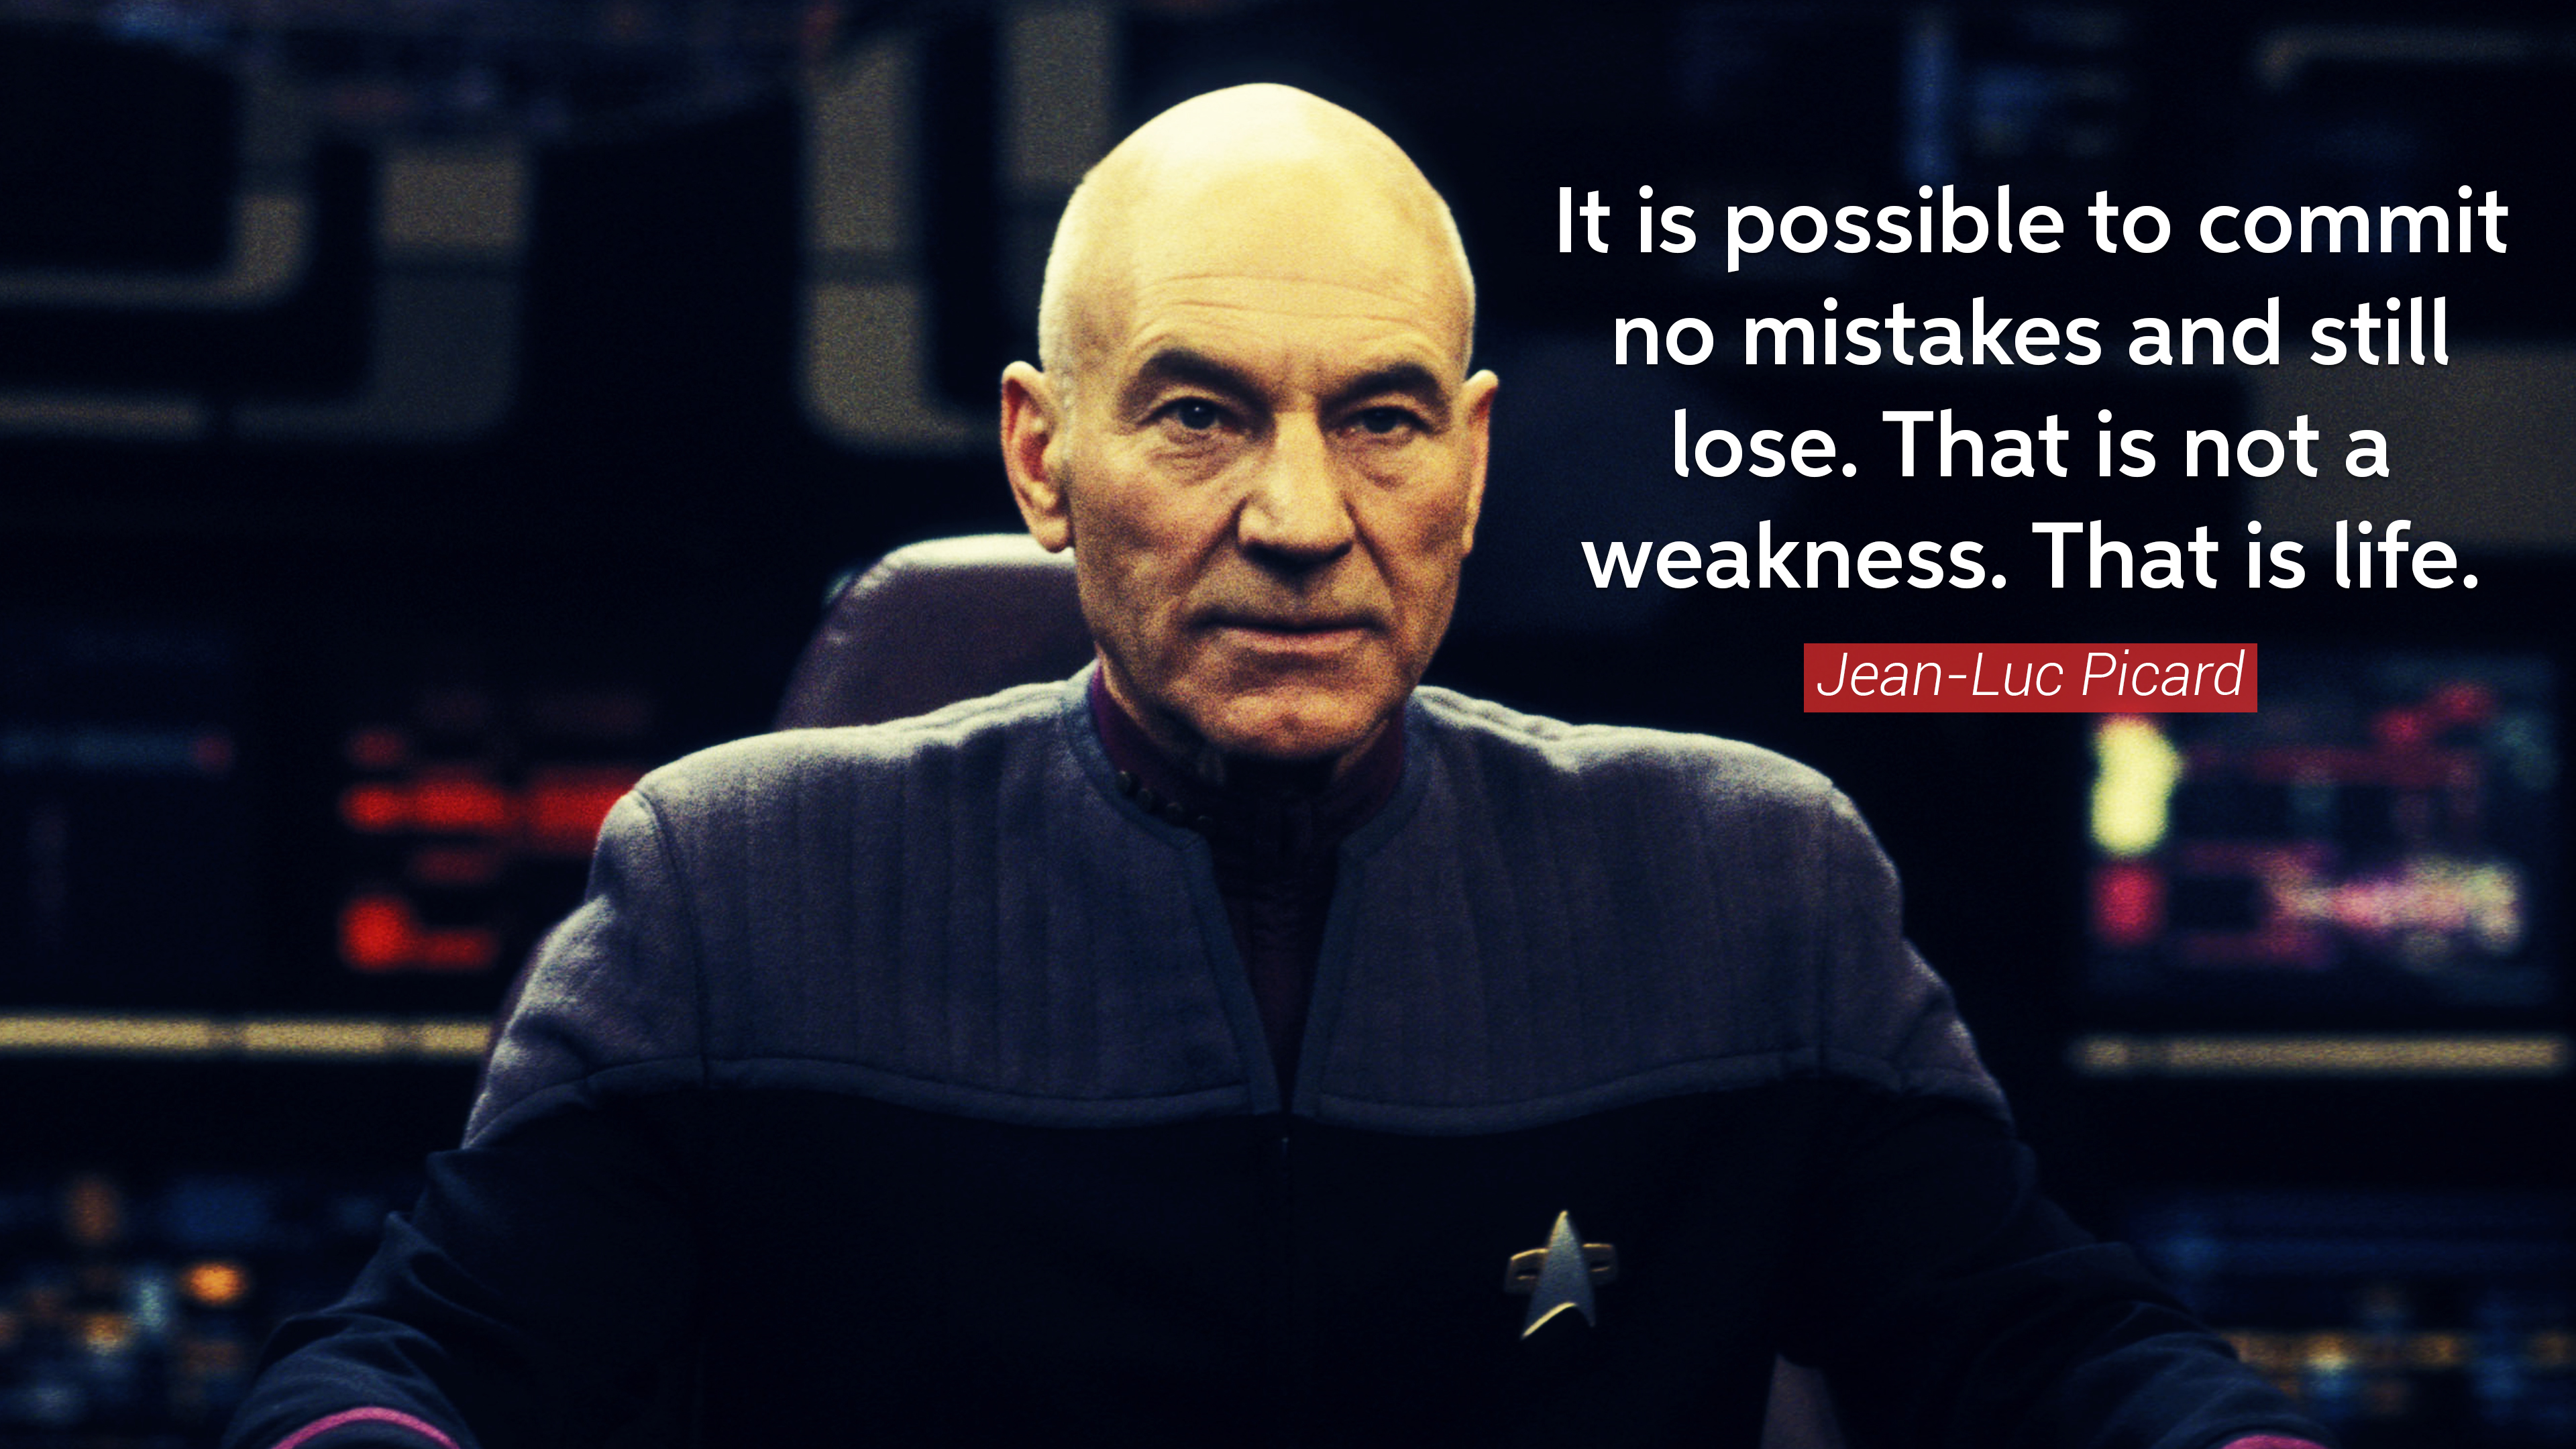 It is possible to commit
no mistakes and still
lose. That is not a
weakness. That is life.
Jean-Luc Picard